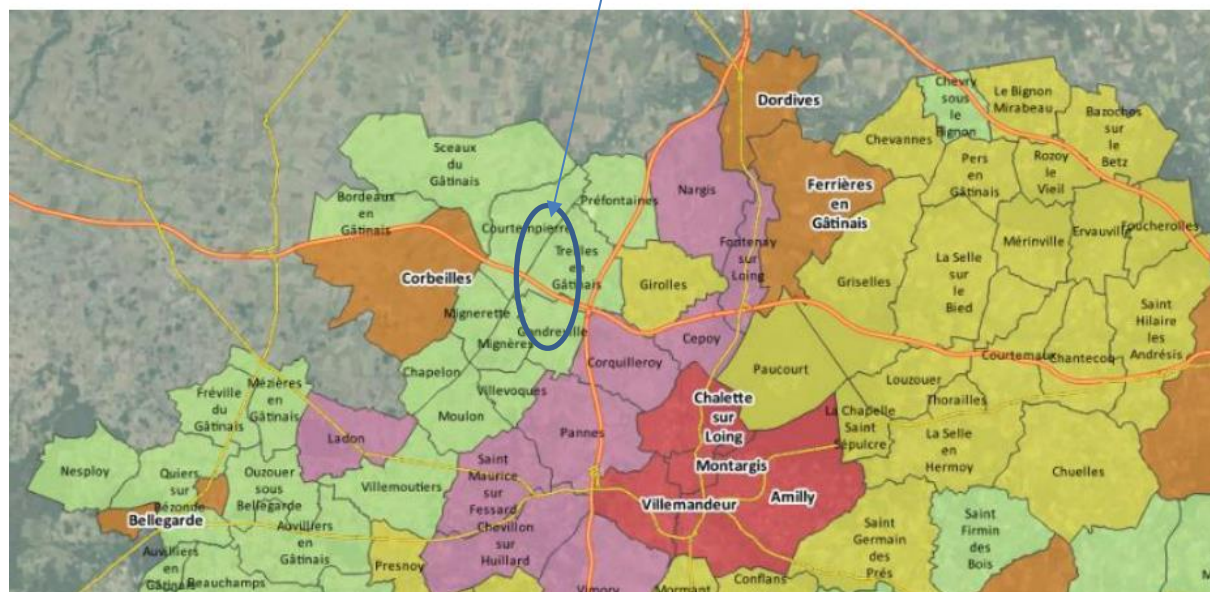 Dordives
Chevry
sous
le
Bignon
Le Bignon
Mirabeau
Bazoches
sur
le
Betz
Chevannes
Sceaux
du
Gâtinais
Pers
en
Gâtinais
Rozoy
le
Vieil
Nargis
Ferrières
en
Gâtinais
Préfontaines
Bordeaux
en
Gâtinais
Courtempierre
Treilles
en
Gâtinais
Fontenay
sur
Loing
Mérinville
Ervauville
Foucherolles
La Selle
sur
le
Bied
Corbeilles
Girolles
Griselles
Saint
Hilaire
les
Andrésis
Mignerette
Gondreville
Mignères
Cepoy
Corquilleroy
Paucourt
Courtemaux
Chantecoq
Chapelon
Louzouer
Thorailles
Mézières
en
Gâtinais
Fréville
du
Gâtinais
Villevoques
Moulon
Chalette
sur
Loing
La Chapelle
Saint
Sépulcre
La Selle
en
Hermoy
Ladon
Pannes
Nesploy
Quiers
sur
Bézonde
Ouzouer
sous
Bellegarde
Villemoutiers
Saint
Maurice
sur
Fessard
Montargis
Villemandeur
Amilly
Chuelles
Bellegarde
Auvilliers
en
Gâtinais
Chevillon
sur
Huillard
Saint
Germain
des
Prés
Saint
Firmin
des
Bois
Auvilliers
en
Gâtinais
Beauchamps
Presnoy
Vimory
Mormant
Conflans
M